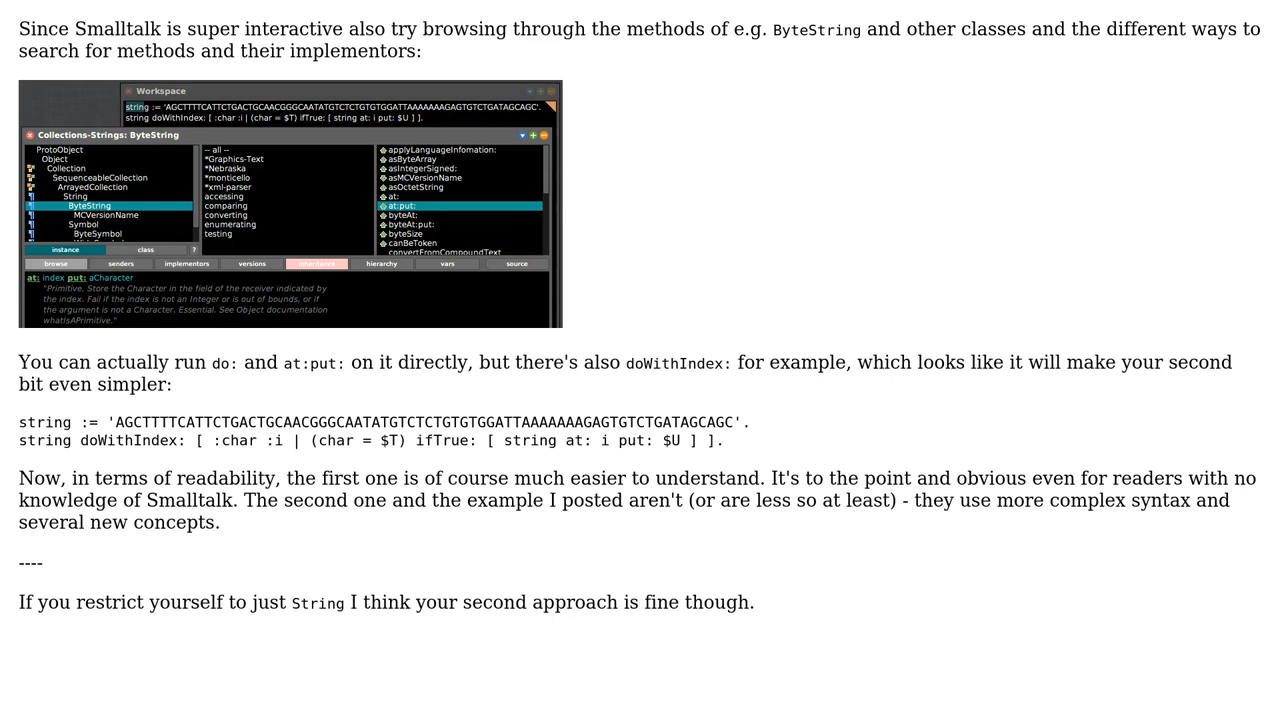 Since Smalltalk is super interactive also try browsing through the methods of e.g. ByteString and other classes and the different ways to
search for methods and their implementors:
Workspace
string := 'AGCTTTTCATTCTGACTGCAACGGGCAATATGTCTCTGTGTGGATTAAAAAAAGAGTGTCTGATAGCAGC'.
string doWithIndex: [ :char :i | (char = $T) ifTrue: [ string at: i put: $U ] ].
Collections-Strings: ByteString
ProtoObject
Object
Collection
SequenceableCollection
ArrayedCollection
String
ByteString
MCVersionName
Symbol
ByteSymbol
instance class ?
-- all --
*Graphics-Text
*Nebraska
*monticello
*xml-parser
accessing
comparing
converting
enumerating
testing
applyLanguageInfomation:
asByteArray
asIntegerSigned:
asMCVersionName
asOctetString
at:
at:put:
byteAt:
byteAt:put:
byteSize
canBeToken
convertFromCompoundText
browse senders implementors versions inheritance hierarchy vars source
at: index put: aCharacter
"Primitive. Store the Character in the field of the receiver indicated by
the index. Fail if the index is not an Integer or is out of bounds, or if
the argument is not a Character. Essential. See Object documentation
whatIsAPrimitive."
You can actually run do: and at:put: on it directly, but there's also doWithIndex: for example, which looks like it will make your second
bit even simpler:
string := 'AGCTTTTCATTCTGACTGCAACGGGCAATATGTCTCTGTGTGGATTAAAAAAAGAGTGTCTGATAGCAGC'.
string doWithIndex: [ :char :i | (char = $T) ifTrue: [ string at: i put: $U ] ].
Now, in terms of readability, the first one is of course much easier to understand. It's to the point and obvious even for readers with no
knowledge of Smalltalk. The second one and the example I posted aren't (or are less so at least) - they use more complex syntax and
several new concepts.
----
If you restrict yourself to just String I think your second approach is fine though.